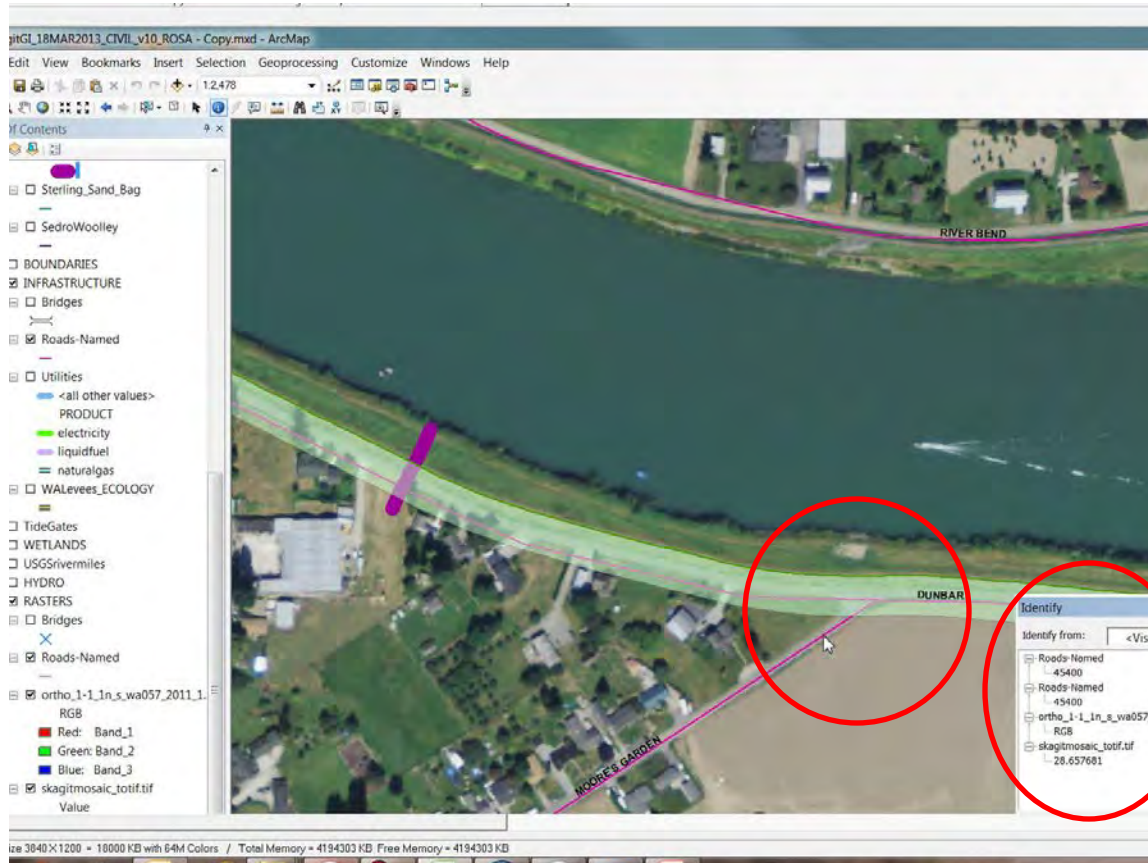 gitGI_18MAR2013_CIVIL_v10_ROSA - Copy.mxd - ArcMap
Edit View Bookmarks Insert Selection Geoprocessing Customize Windows Help
1:2,478
Of Contents
Sterling_Sand_Bag
SedroWoolley
BOUNDARIES
INFRASTRUCTURE
Bridges
Roads-Named
Utilities
<all other values>
PRODUCT
electricity
liquidfuel
naturalgas
WALevees_ECOLOGY
TideGates
WETLANDS
USGSrivermiles
HYDRO
RASTERS
Bridges
Roads-Named
ortho_1-1_1n_s_wa057_2011_1.
RGB
Red: Band_1
Green: Band_2
Blue: Band_3
skagitmosaic_totif.tif
Value
RIVER BEND
DUNBAR
MOORE'S GARDEN
Identify
Identify from: <Vis
Roads-Named
45400
Roads-Named
45400
ortho_1-1_1n_s_wa057
RGB
skagitmosaic_totif.tif
28.657681
ize 3840X1200 = 18000 KB with 64M Colors / Total Memory = 4194303 KB Free Memory = 4194303 KB